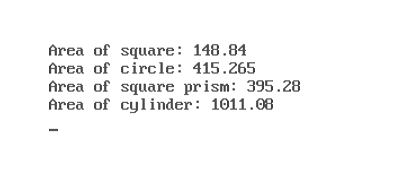 Area of square: 148.84
Area of circle: 415.265
Area of square prism: 395.28
Area of cylinder: 1011.08
_